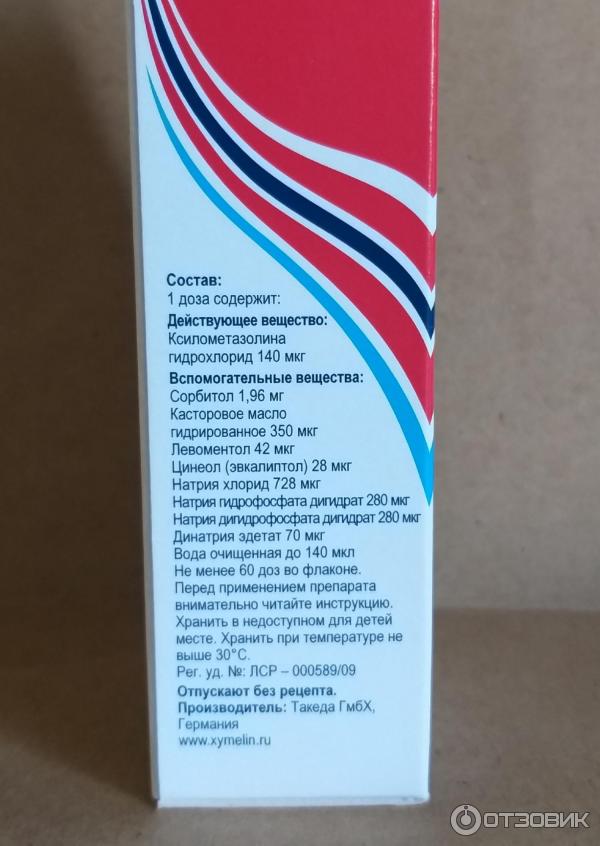 Состав:
1 доза содержит:
Действующее вещество:
Ксилометазолина
гидрохлорид 140 мкг
Вспомогательные вещества:
Сорбитол 1,96 мг
Касторовое масло
гидрированное 350 мкг
Левоментол 42 мкг
Цинеол (эвкалиптол) 28 мкг
Натрия хлорид 728 мкг
Натрия гидрофосфата дигидрат 280 мкг
Натрия дигидрофосфата дигидрат 280 мкг
Динатрия эдетат 70 мкг
Вода очищенная до 140 мкл
Не менее 60 доз во флаконе.
Перед применением препарата
внимательно читайте инструкцию.
Хранить в недоступном для детей
месте. Хранить при температуре не
выше 30°С.
Рег. уд. №: ЛСР – 000589/09
Отпускают без рецепта.
Производитель: Такеда ГмбХ,
Германия
www.xymelin.ru
ОТЗОВИК